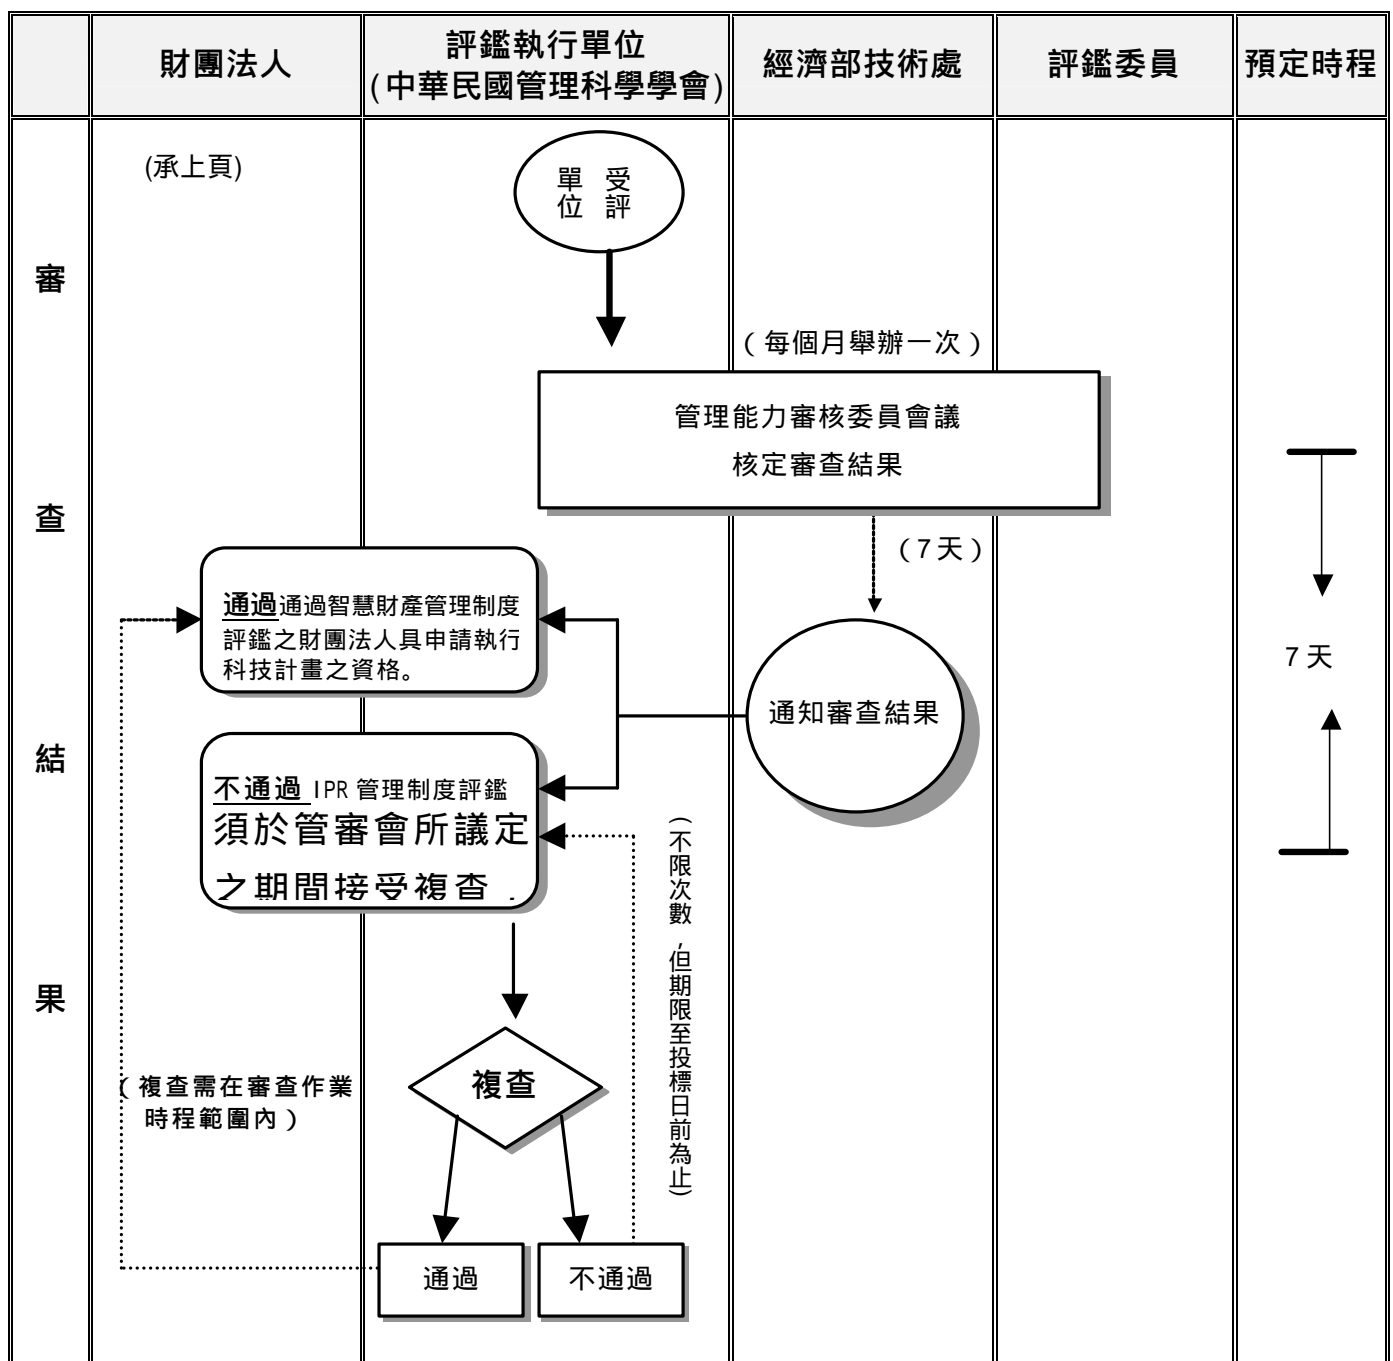 財團法人
評鑑執行單位
(中華民國管理科學學會)
經濟部技術處
評鑑委員
預定時程
審
查
結
果
(承上頁)
受評
單位
（每個月舉辦一次）
管理能力審核委員會議
核定審查結果
（7天）
通過通過智慧財產管理制度
評鑑之財團法人具申請執行
科技計畫之資格。
通知審查結果
7天
不通過 IPR 管理制度評鑑
須於管審會所議定
之期間接受複查，
(不限次數，但期限至投標日前為止)
複查
（複查需在審查作業
時程範圍內）
通過
不通過